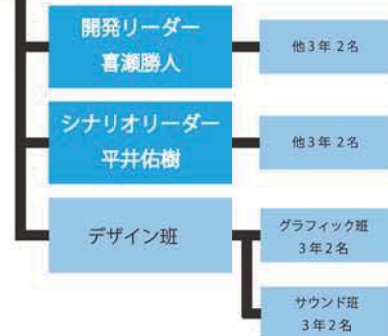 開発リーダー
喜瀬勝人
他3年 2名
シナリオリーダー
平井佑樹
他3年 2名
デザイン班
グラフィック班
3年2名
サウンド班
3年2名